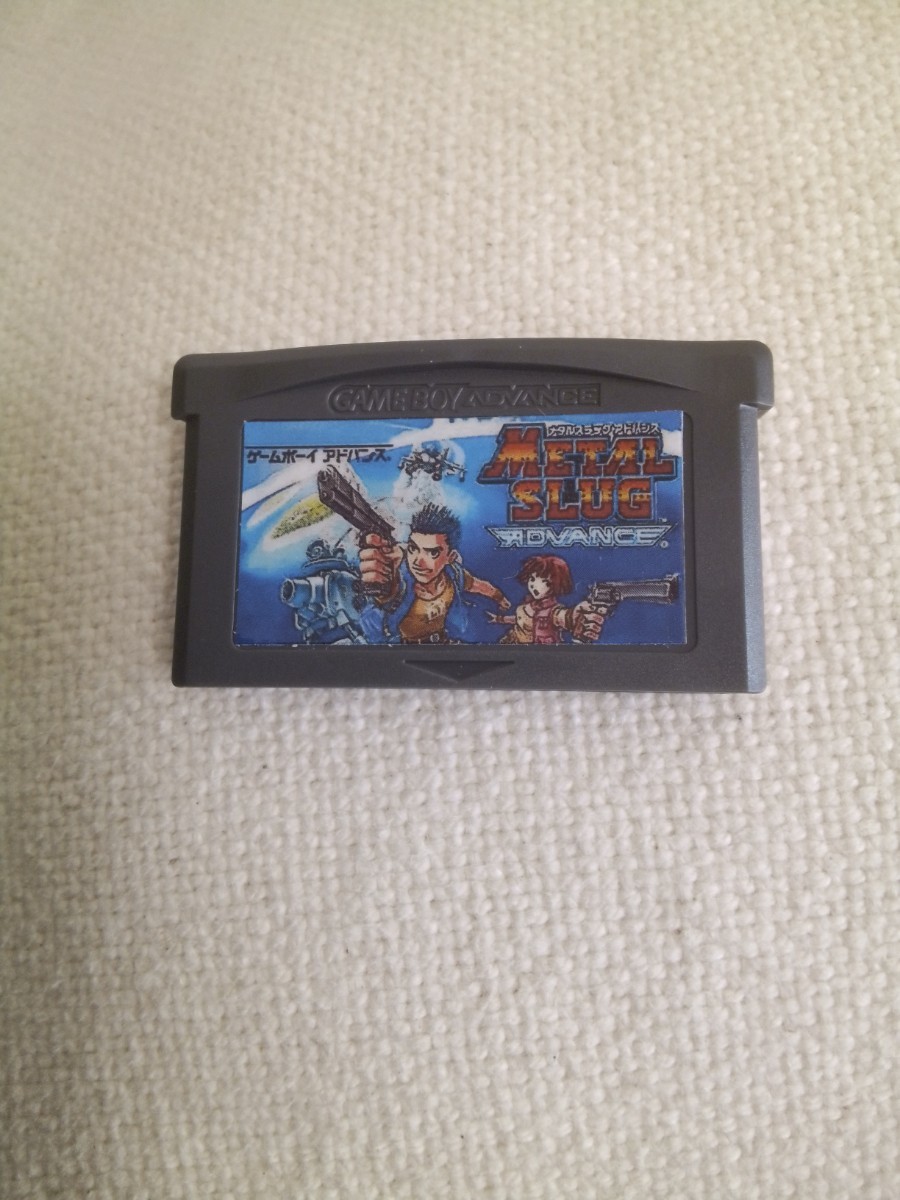 GAME BOY ADVANCE
ゲームボーイ アドバンス
メタルスラッグ アドバンス
METAL
SLUG
ADVANCE